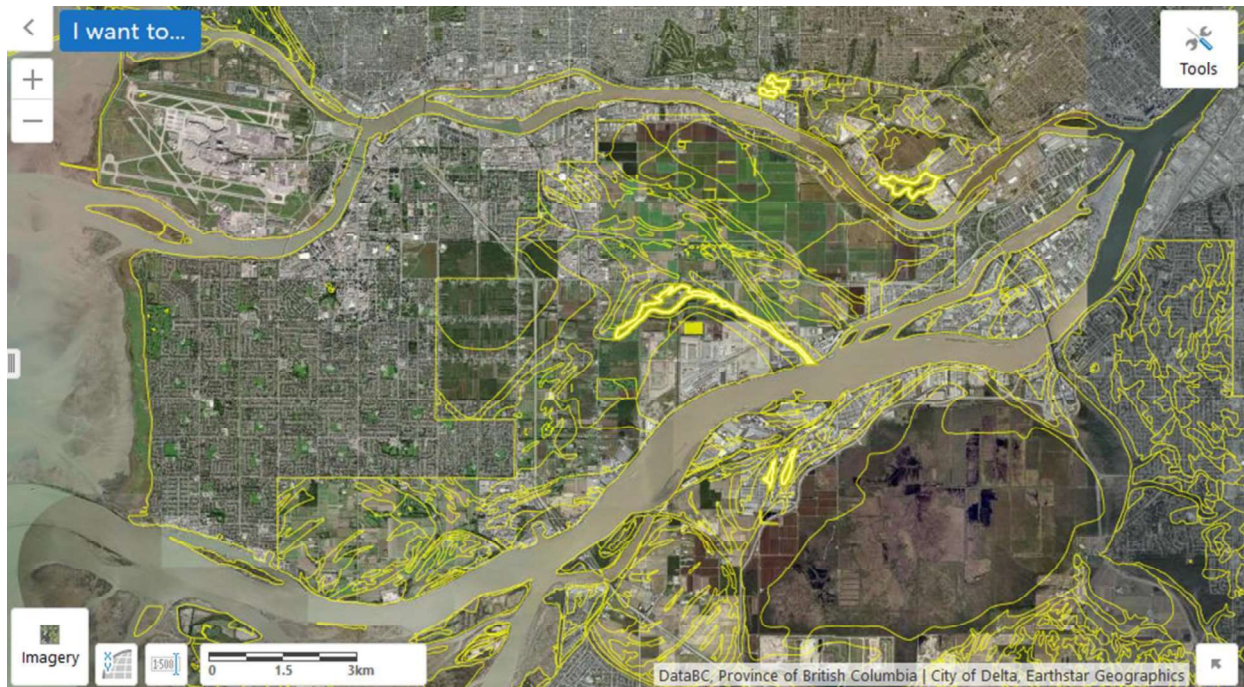 I want to...
Tools
Imagery
X
Y
1:500
0 1.5 3km
DataBC, Province of British Columbia | City of Delta, Earthstar Geographics